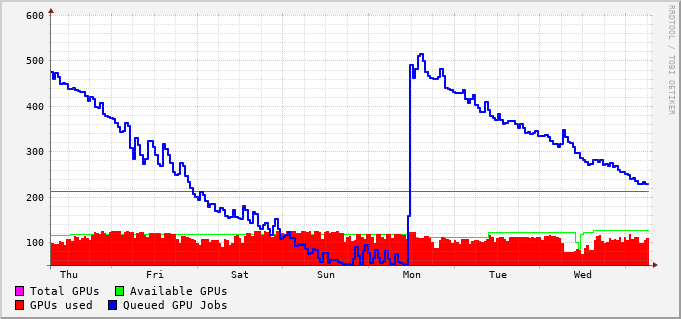 600
500
400
300
200
100
Thu Fri Sat Sun Mon Tue Wed
Total GPUs Available GPUs
GPUs used Queued GPU Jobs
RRDTOOL / TOBI OETIKER